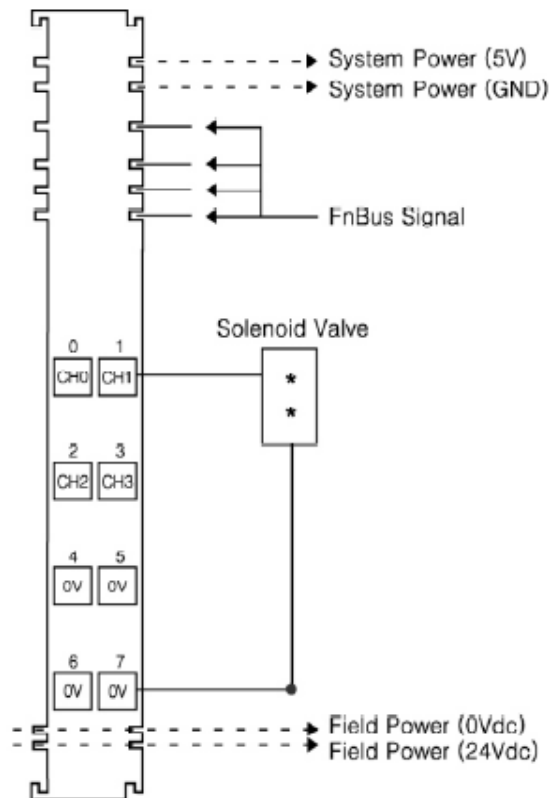 System Power (5V)
System Power (GND)
FnBus Signal
Solenoid Valve
0 1
CH0 CH1
*
*
2 3
CH2 CH3
4 5
0V 0V
6 7
0V 0V
Field Power (0Vdc)
Field Power (24Vdc)